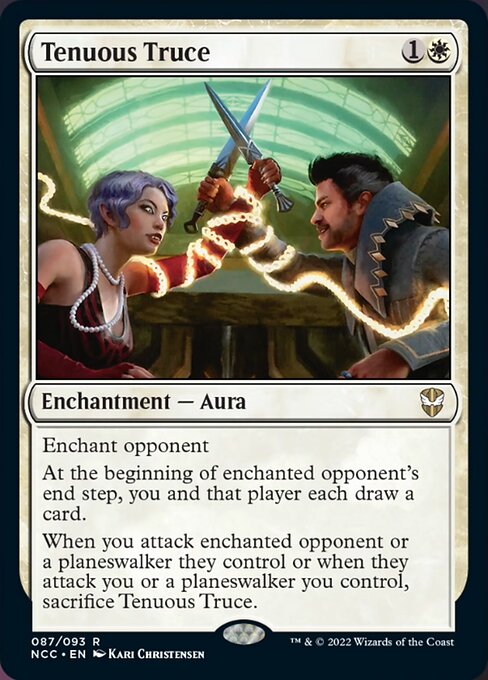 Tenuous Truce 1
Enchantment — Aura
Enchant opponent
At the beginning of enchanted opponent's
end step, you and that player each draw a
card.
When you attack enchanted opponent or
a planeswalker they control or when they
attack you or a planeswalker you control,
sacrifice Tenuous Truce.
087/093 R
NCC • EN Kari Christensen
™ & © 2022 Wizards of the Coast